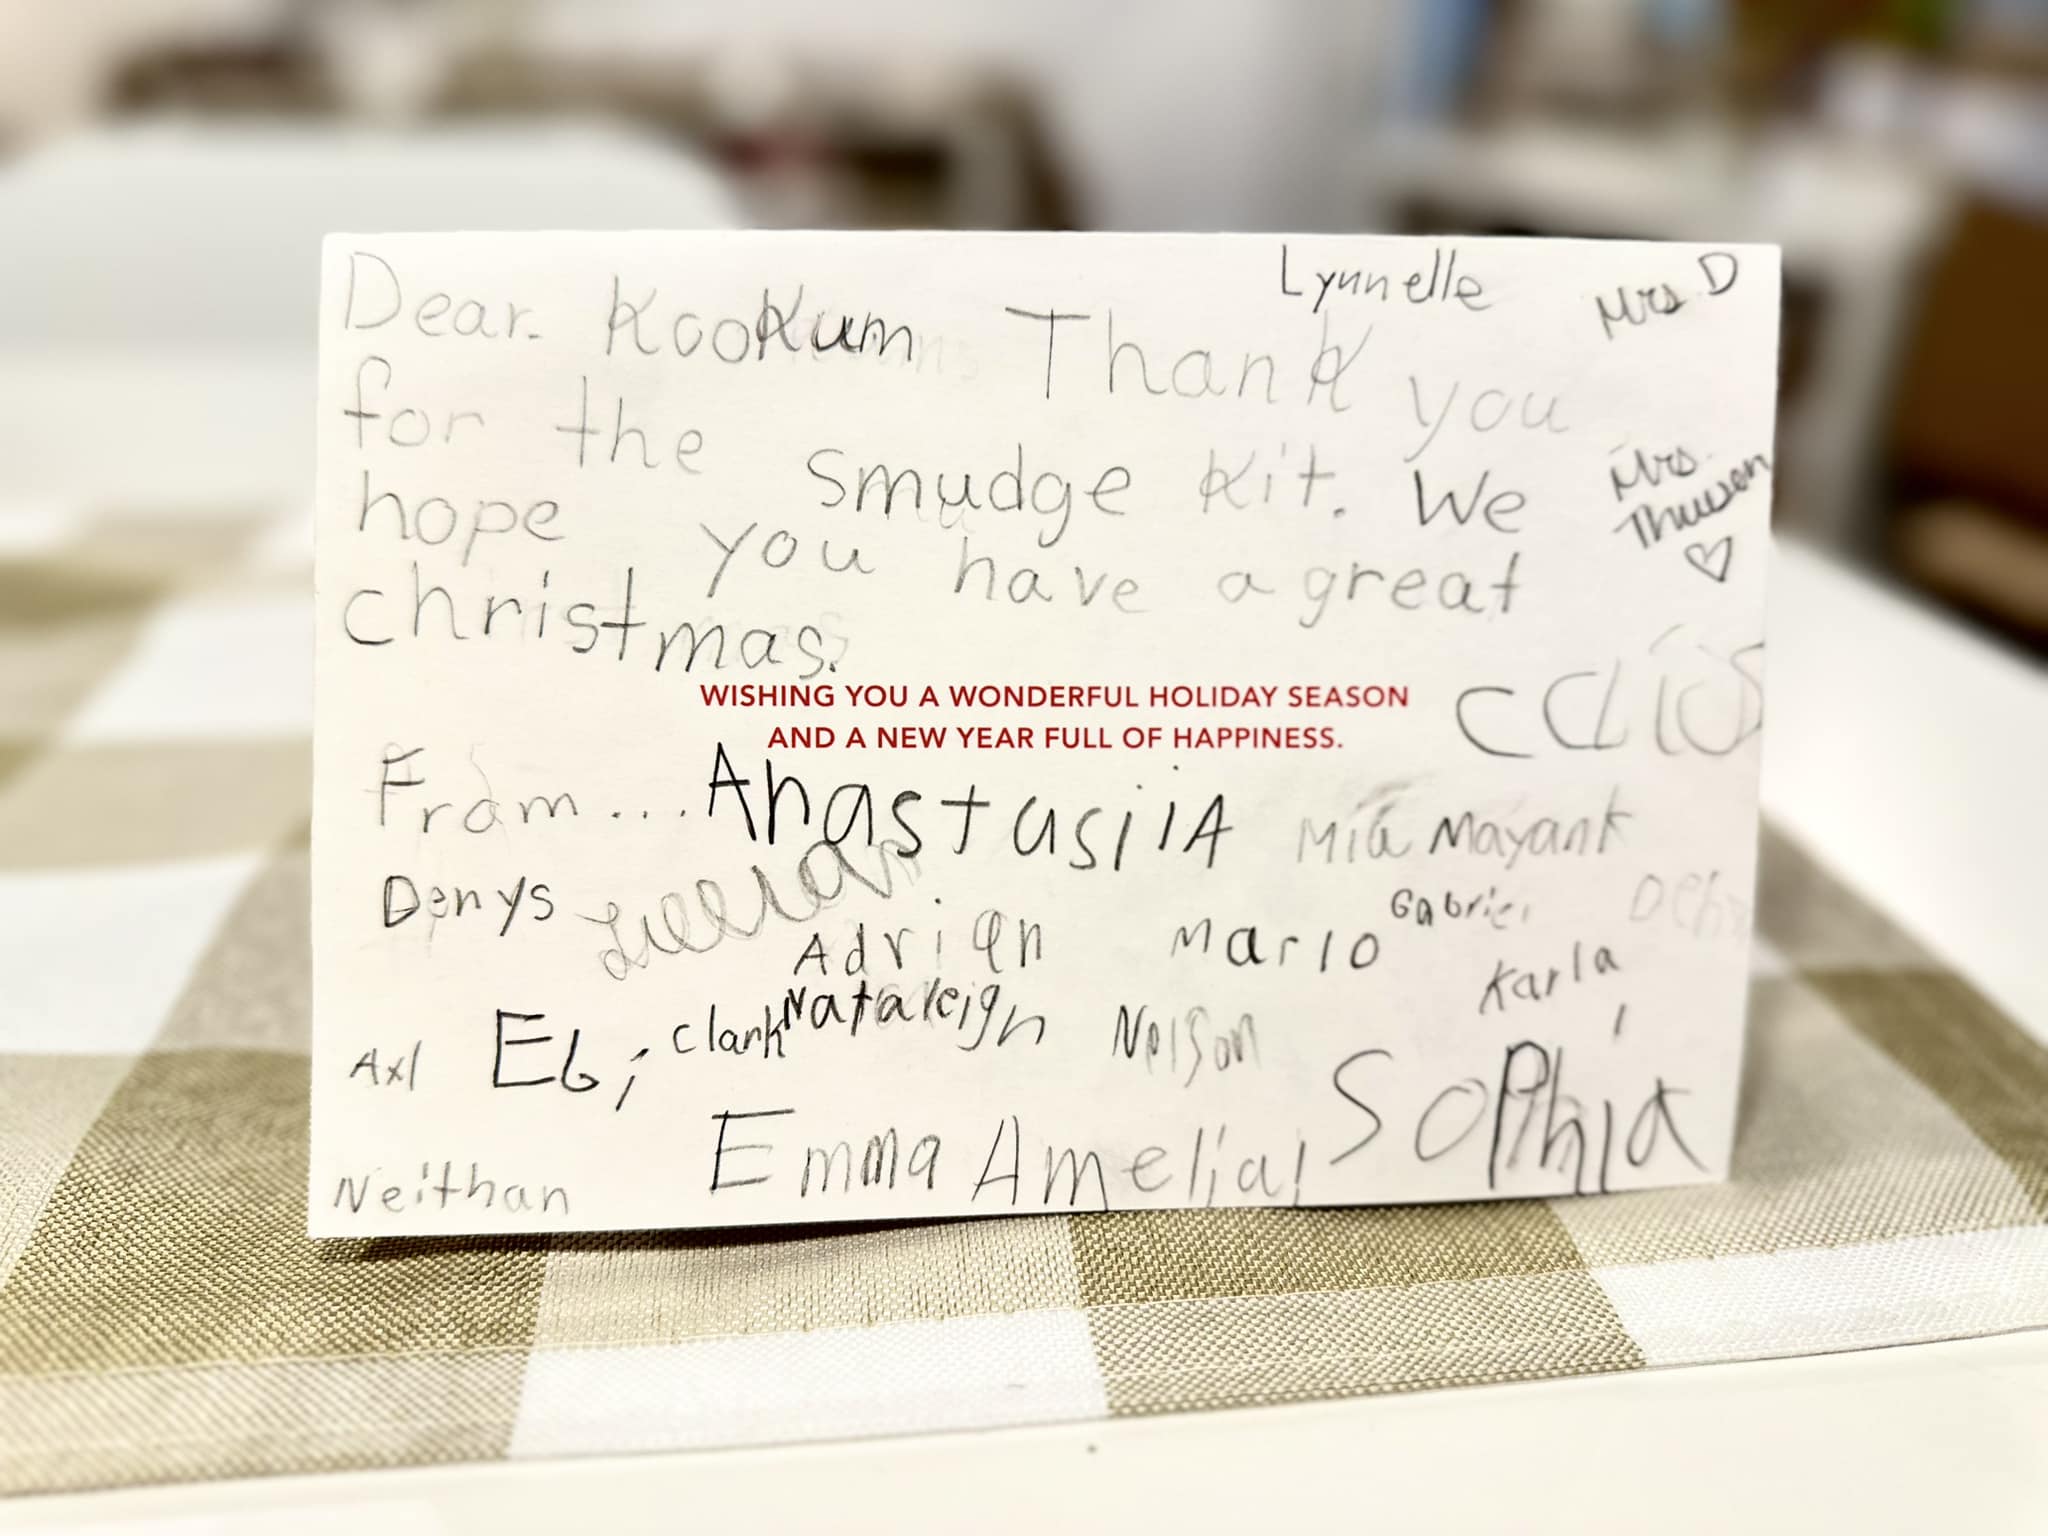 Lynnelle Mrs. D
Dear. KooKum Thank you
for the smudge kit. We
Mrs.
hope you have a great
christmas.
WISHING YOU A WONDERFUL HOLIDAY SEASON
AND A NEW YEAR FULL OF HAPPINESS.
From... AnastasiiA Mia Mayank
Denys Lillian Adrian Mario Gabriel
Karla
Axl Eb; Clark Nataleigh Nelson
Neithan Emma Amelia Sophia